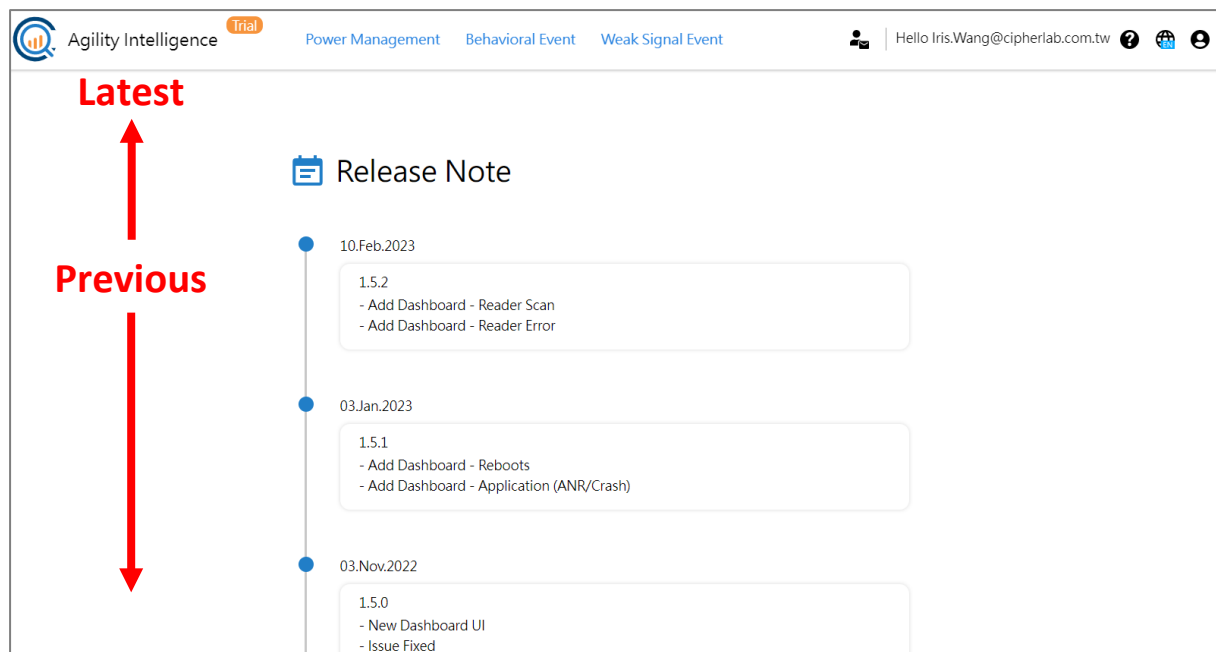 Agility Intelligence Trial Power Management Behavioral Event Weak Signal Event Hello Iris.Wang@cipherlab.com.tw ? EN
Latest
Release Note
10.Feb.2023
Previous
1.5.2
- Add Dashboard - Reader Scan
- Add Dashboard - Reader Error
03.Jan.2023
1.5.1
- Add Dashboard - Reboots
- Add Dashboard - Application (ANR/Crash)
03.Nov.2022
1.5.0
- New Dashboard UI
- Issue Fixed